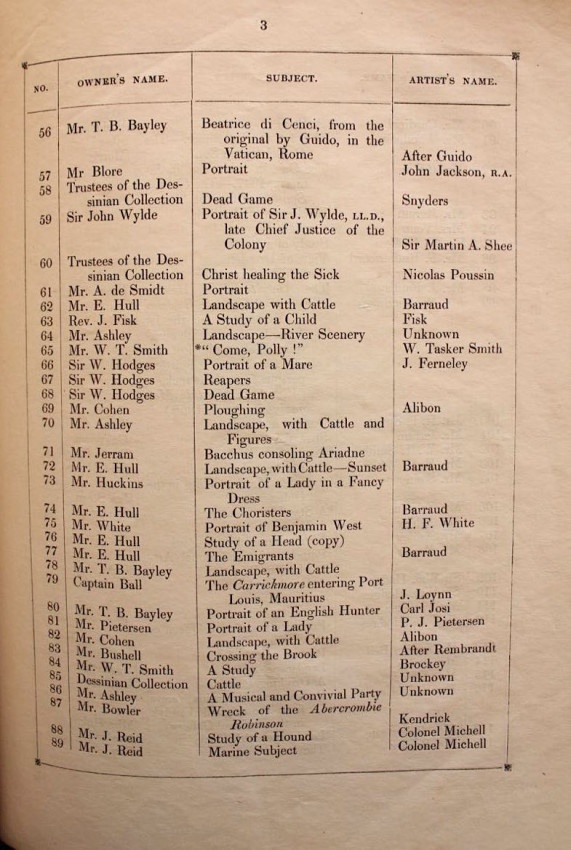 3
NO. OWNER'S NAME. SUBJECT. ARTIST'S NAME.
56 Mr. T. B. Bayley Beatrice di Cenci, from the
original by Guido, in the
Vatican, Rome After Guido
57 Mr Blore Portrait John Jackson, R.A.
58 Trustees of the Des-
sinian Collection Dead Game Snyders
59 Sir John Wylde Portrait of Sir J. Wylde, LL.D.,
late Chief Justice of the
Colony Sir Martin A. Shee
60 Trustees of the Des-
sinian Collection Christ healing the Sick Nicolas Poussin
61 Mr. A. de Smidt Portrait
62 Mr. E. Hull Landscape with Cattle Barraud
63 Rev. J. Fisk A Study of a Child Fisk
64 Mr. Ashley Landscape—River Scenery Unknown
65 Mr. W. T. Smith *“ Come, Polly !” W. Tasker Smith
66 Sir W. Hodges Portrait of a Mare J. Ferneley
67 Sir W. Hodges Reapers
68 Sir W. Hodges Dead Game
69 Mr. Cohen Ploughing Alibon
70 Mr. Ashley Landscape, with Cattle and
Figures
71 Mr. Jerram Bacchus consoling Ariadne
72 Mr. E. Hull Landscape, with Cattle—Sunset Barraud
73 Mr. Huckins Portrait of a Lady in a Fancy
Dress
74 Mr. E. Hull The Choristers Barraud
75 Mr. White Portrait of Benjamin West H. F. White
76 Mr. E. Hull Study of a Head (copy)
77 Mr. E. Hull The Emigrants Barraud
78 Mr. T. B. Bayley Landscape, with Cattle
79 Captain Ball The Carrickmore entering Port
Louis, Mauritius J. Loynn
80 Mr. T. B. Bayley Portrait of an English Hunter Carl Josi
81 Mr. Pietersen Portrait of a Lady P. J. Pietersen
82 Mr. Cohen Landscape, with Cattle Alibon
83 Mr. Bushell Crossing the Brook After Rembrandt
84 Mr. W. T. Smith A Study Brockey
85 Dessinian Collection Cattle Unknown
86 Mr. Ashley A Musical and Convivial Party Unknown
87 Mr. Bowler Wreck of the Abercrombie
Robinson Kendrick
88 Mr. J. Reid Study of a Hound Colonel Michell
89 Mr. J. Reid Marine Subject Colonel Michell